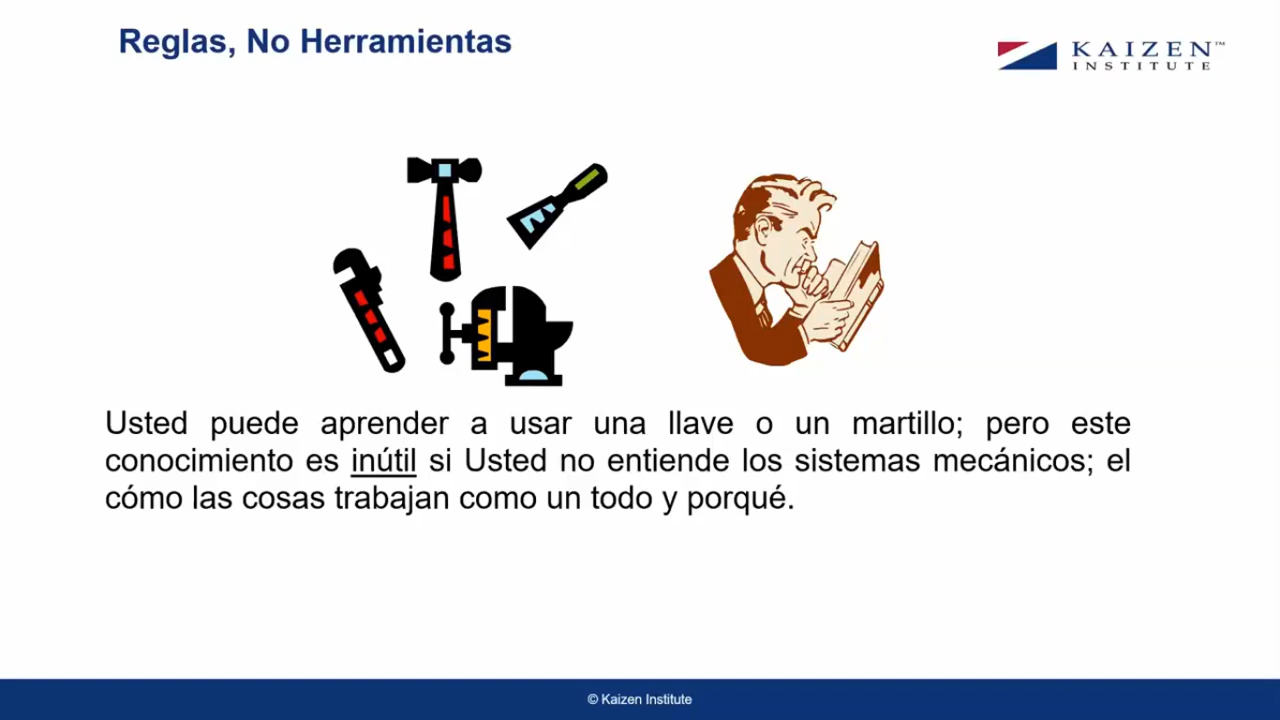 Reglas, No Herramientas
KAIZEN™
INSTITUTE
Usted puede aprender a usar una llave o un martillo; pero este
conocimiento es inútil si Usted no entiende los sistemas mecánicos; el
cómo las cosas trabajan como un todo y porqué.
© Kaizen Institute